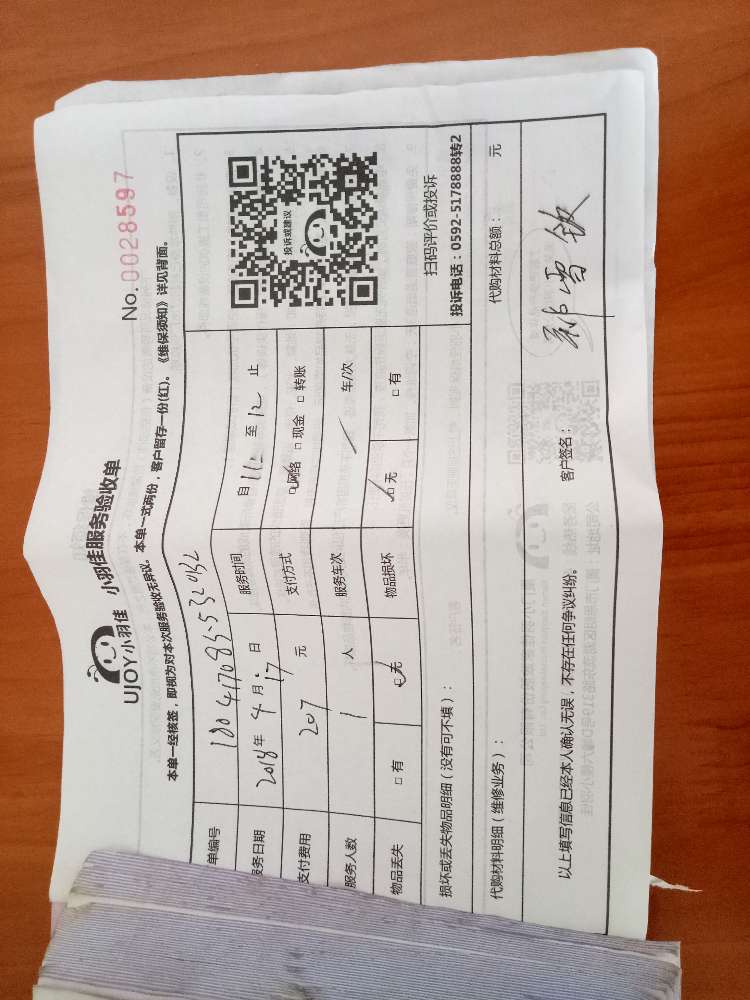 UJOY小羽佳 小羽佳服务验收单
No. 0028597
本单一经核签，即视为对本次服务验收无异议。本单一式两份，客户留存一份(红)。《维保须知》详见背面。
单编号
服务日期 2018年 4月 17日 服务时间 自 11: 至 12 止
支付费用 207 元 支付方式 ☑网络 □现金 □转账
服务人数 1 人 服务车次 / 车/次
物品丢失 □有 ☑无 物品损坏 ☑无 □有
投诉或建议
扫码评价或投诉
投诉电话：0592-5178888转2
损坏或丢失物品明细（没有可不填）：
代购材料明细（维修业务）： 代购材料总额： 元
以上填写信息已经本人确认无误，不存在任何争议纠纷。 客户签名：